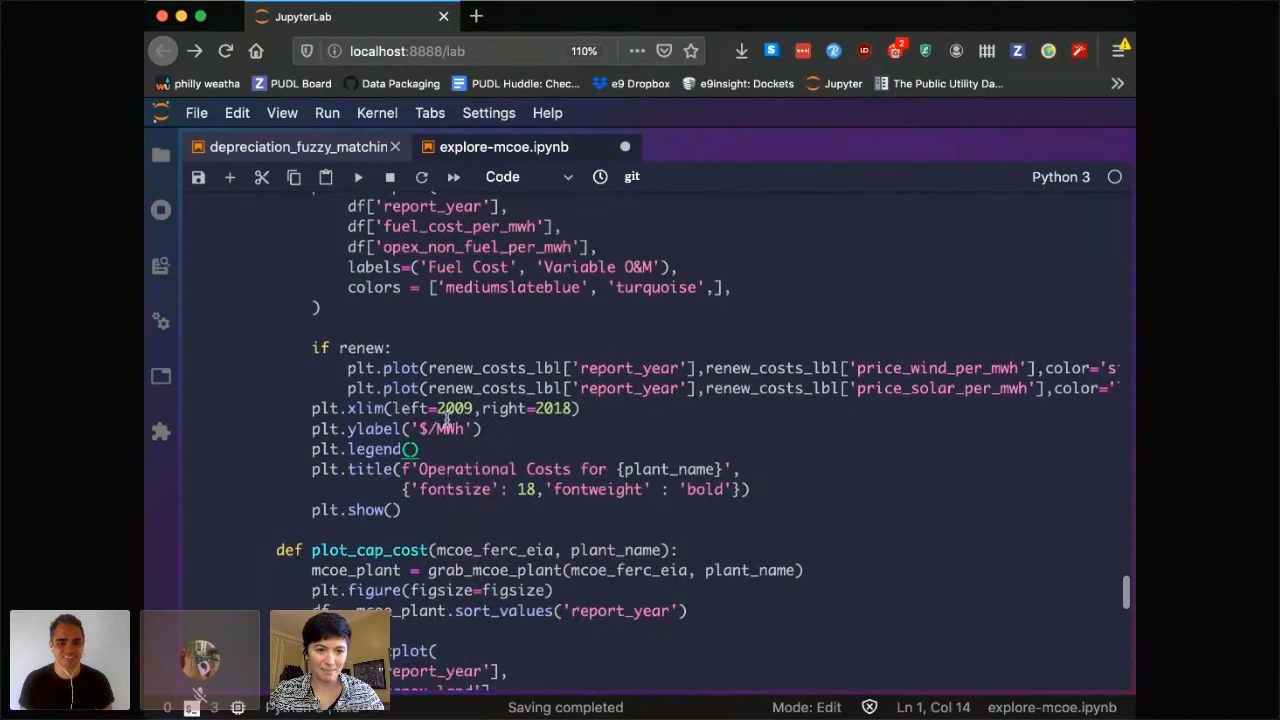 JupyterLab
localhost:8888/lab
110%
philly weatha
PUDL Board
Data Packaging
PUDL Huddle: Chec...
e9 Dropbox
e9insight: Dockets
Jupyter
The Public Utility Da...
File Edit View Run Kernel Tabs Settings Help
depreciation_fuzzy_matchin
explore-mcoe.ipynb
Code
git
Python 3
df['report_year'],
df['fuel_cost_per_mwh'],
df['opex_non_fuel_per_mwh'],
labels=('Fuel Cost', 'Variable O&M'),
colors = ['mediumslateblue', 'turquoise',],
)
if renew:
plt.plot(renew_costs_lbl['report_year'],renew_costs_lbl['price_wind_per_mwh'],color='s
plt.plot(renew_costs_lbl['report_year'],renew_costs_lbl['price_solar_per_mwh'],color='
plt.xlim(left=2009,right=2018)
plt.ylabel('$/MWh')
plt.legend()
plt.title(f'Operational Costs for {plant_name}',
{'fontsize': 18,'fontweight' : 'bold'})
plt.show()
def plot_cap_cost(mcoe_ferc_eia, plant_name):
mcoe_plant = grab_mcoe_plant(mcoe_ferc_eia, plant_name)
plt.figure(figsize=figsize)
df = mcoe_plant.sort_values('report_year')
plot(
eport_year'],
0
3
Saving completed
Mode: Edit
Ln 1, Col 14
explore-mcoe.ipynb